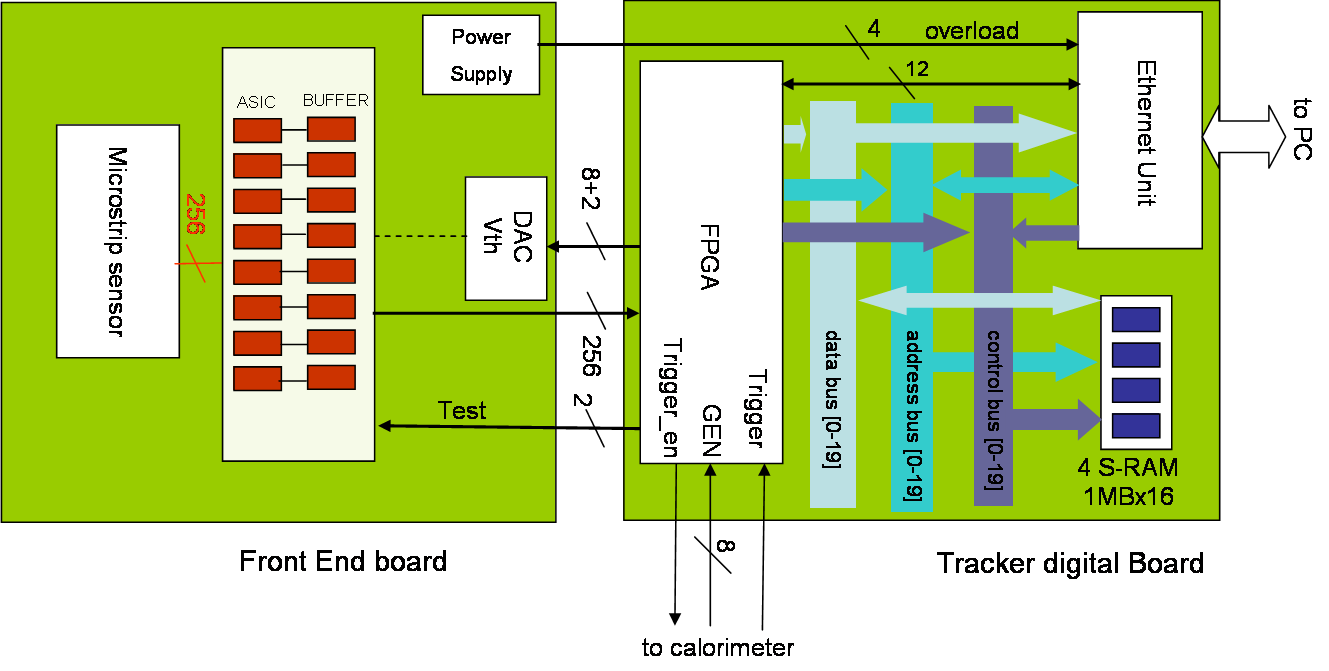 Power
Supply
4
overload
12
Ethernet Unit
to PC
ASIC
BUFFER
Microstrip sensor
256
DAC
Vth
8+2
FPGA
256
2
Test
Trigger_en
GEN
Trigger
data bus [0-19]
address bus [0-19]
control bus [0-19]
4 S-RAM
1MBx16
8
Front End board
Tracker digital Board
to calorimeter